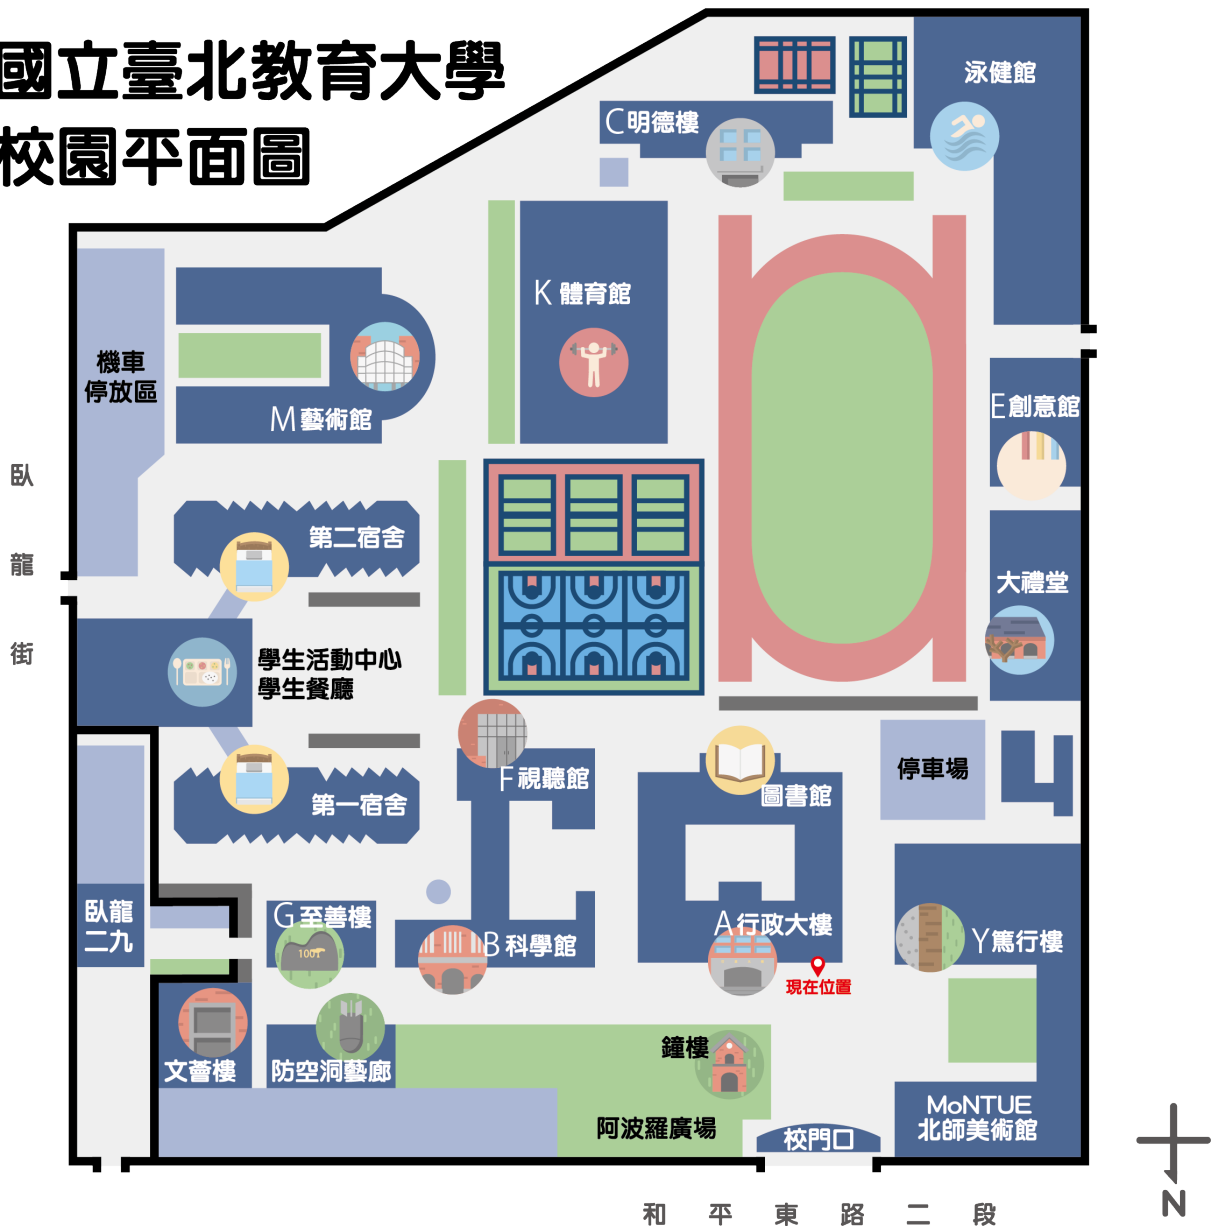 國立臺北教育大學
校園平面圖
泳健館
C明德樓
K 體育館
機車
停放區
M藝術館
E創意館
臥龍街
第二宿舍
大禮堂
學生活動中心
學生餐廳
停車場
F視聽館
圖書館
第一宿舍
臥龍
二九
G至善樓
1001
B科學館
A行政大樓
Y篤行樓
現在位置
文薈樓
防空洞藝廊
鐘樓
阿波羅廣場
校門口
MoNTUE
北師美術館
N
和平東路二段